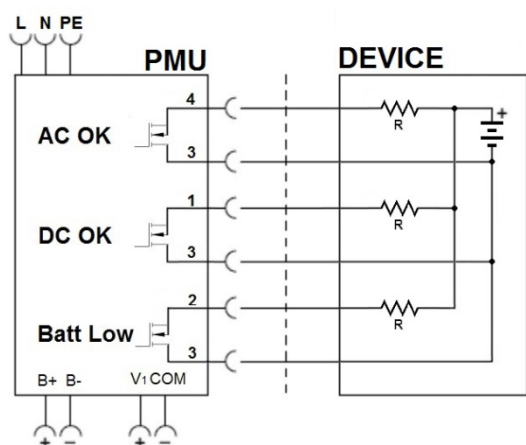 L N PE
PMU DEVICE
4
R
+
AC OK
3
1
R
DC OK
3
2
R
Batt Low
3
B+ B- V1 COM
+ - + -